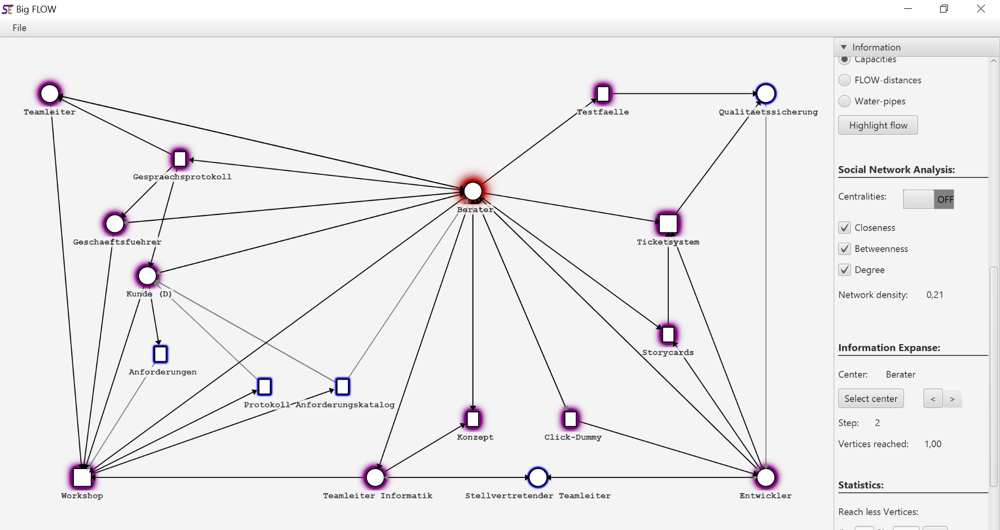 SE Big FLOW
File
Information
Capacities
FLOW-distances
Water-pipes
Highlight flow
Social Network Analysis:
Centralities: OFF
Closeness
Betweenness
Degree
Network density: 0,21
Information Expanse:
Center: Berater
Select center < >
Step: 2
Vertices reached: 1,00
Statistics:
Reach less Vertices:
Teamleiter
Testfaelle
Qualitaetssicherung
Gespraechsprotokoll
Berater
Geschaeftsfuehrer
Ticketsystem
Kunde (D)
Storycards
Anforderungen
Protokoll
Anforderungskatalog
Konzept
Click-Dummy
Workshop
Teamleiter Informatik
Stellvertretender Teamleiter
Entwickler